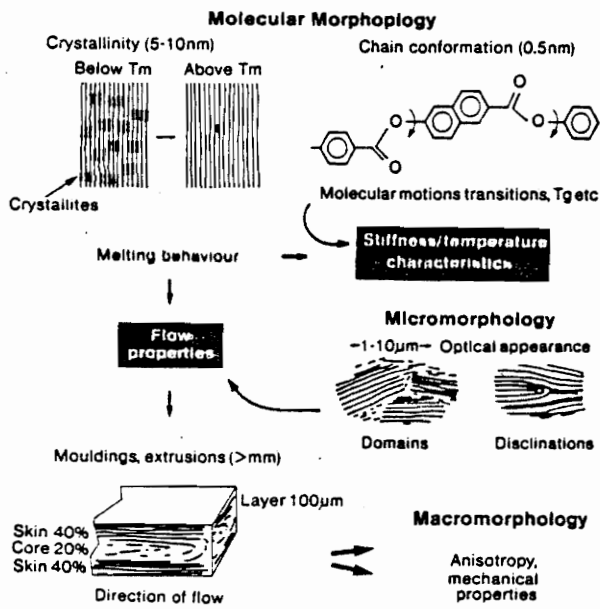 Molecular Morphology
Crystallinity (5-10nm)
Chain conformation (0.5nm)
Below Tm
Above Tm
O
O
O
O
Crystallites
Molecular motions transitions, Tg etc
Melting behaviour
Stiffness/temperature
characteristics
Flow
properties
Micromorphology
1-10µm
Optical appearance
Domains
Disclinations
Mouldings, extrusions (>mm)
Layer 100µm
Skin 40%
Core 20%
Skin 40%
Direction of flow
Macromorphology
Anisotropy,
mechanical
properties